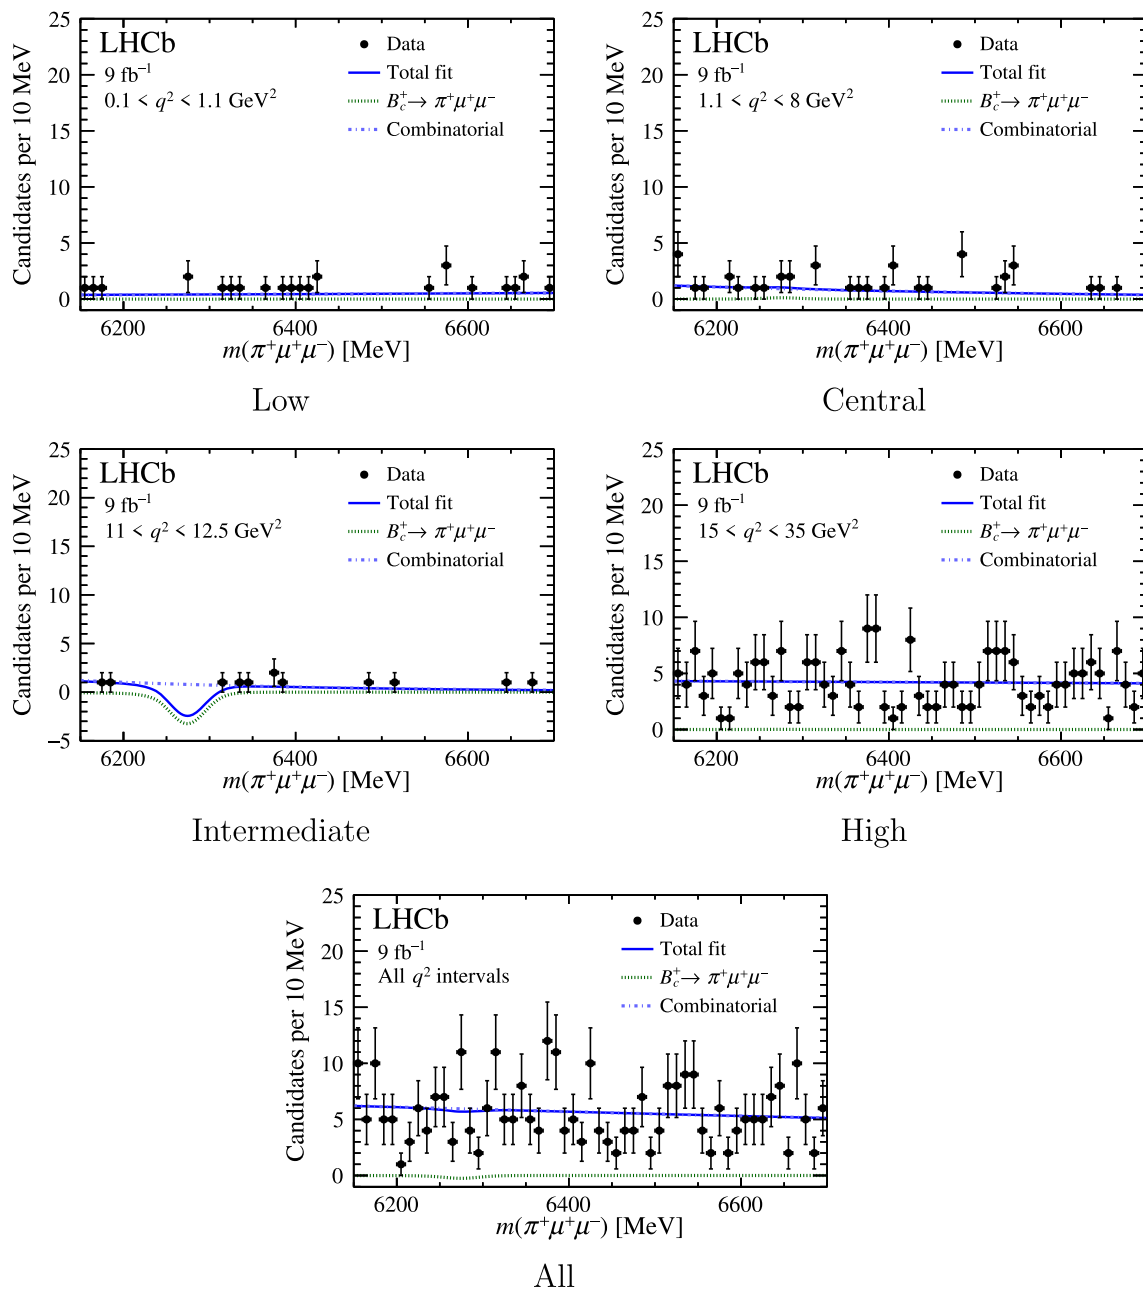 LHCb
9 fb⁻¹
0.1 < q² < 1.1 GeV²
Data
Total fit
B_c⁺→ π⁺μ⁺μ⁻
Combinatorial
Candidates per 10 MeV
25
20
15
10
5
0
6200 6400 6600
m(π⁺μ⁺μ⁻) [MeV]
Low
LHCb
9 fb⁻¹
1.1 < q² < 8 GeV²
Data
Total fit
B_c⁺→ π⁺μ⁺μ⁻
Combinatorial
Candidates per 10 MeV
25
20
15
10
5
0
6200 6400 6600
m(π⁺μ⁺μ⁻) [MeV]
Central
LHCb
9 fb⁻¹
11 < q² < 12.5 GeV²
Data
Total fit
B_c⁺→ π⁺μ⁺μ⁻
Combinatorial
Candidates per 10 MeV
25
20
15
10
5
0
−5
6200 6400 6600
m(π⁺μ⁺μ⁻) [MeV]
Intermediate
LHCb
9 fb⁻¹
15 < q² < 35 GeV²
Data
Total fit
B_c⁺→ π⁺μ⁺μ⁻
Combinatorial
Candidates per 10 MeV
25
20
15
10
5
0
6200 6400 6600
m(π⁺μ⁺μ⁻) [MeV]
High
LHCb
9 fb⁻¹
All q² intervals
Data
Total fit
B_c⁺→ π⁺μ⁺μ⁻
Combinatorial
Candidates per 10 MeV
25
20
15
10
5
0
6200 6400 6600
m(π⁺μ⁺μ⁻) [MeV]
All